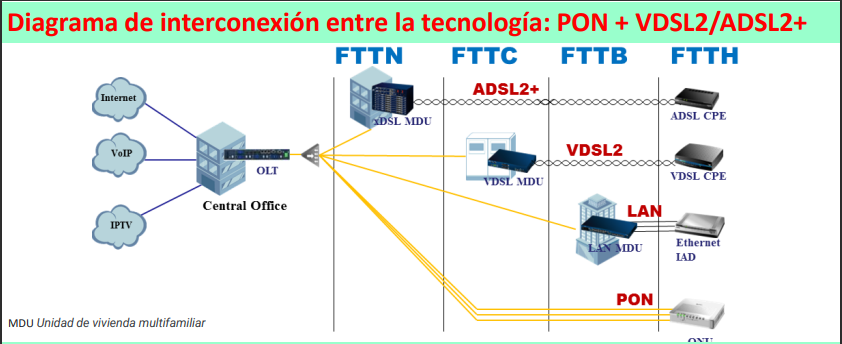 Diagrama de interconexión entre la tecnología: PON + VDSL2/ADSL2+
FTTN FTTC FTTB FTTH
Internet
ADSL2+
xDSL MDU
ADSL CPE
VoIP
OLT
VDSL2
VDSL MDU
VDSL CPE
Central Office
IPTV
LAN
LAN MDU
Ethernet
IAD
PON
MDU Unidad de vivienda multifamiliar
ONU